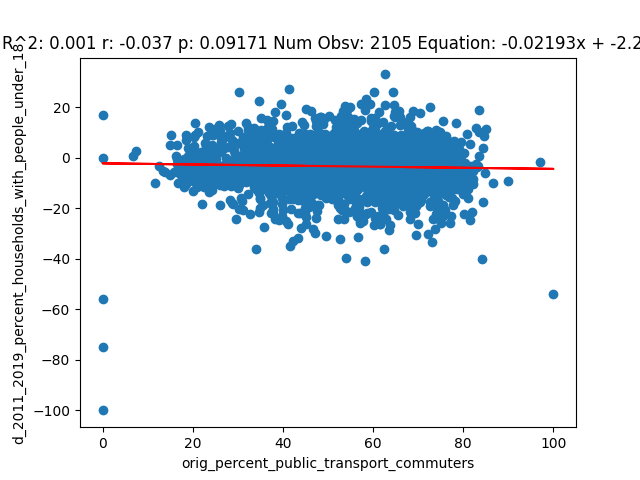 R^2: 0.001 r: -0.037 p: 0.09171 Num Obsv: 2105 Equation: -0.02193x + -2.2
d_2011_2019_percent_households_with_people_under_18
20
0
−20
−40
−60
−80
−100
0 20 40 60 80 100
orig_percent_public_transport_commuters